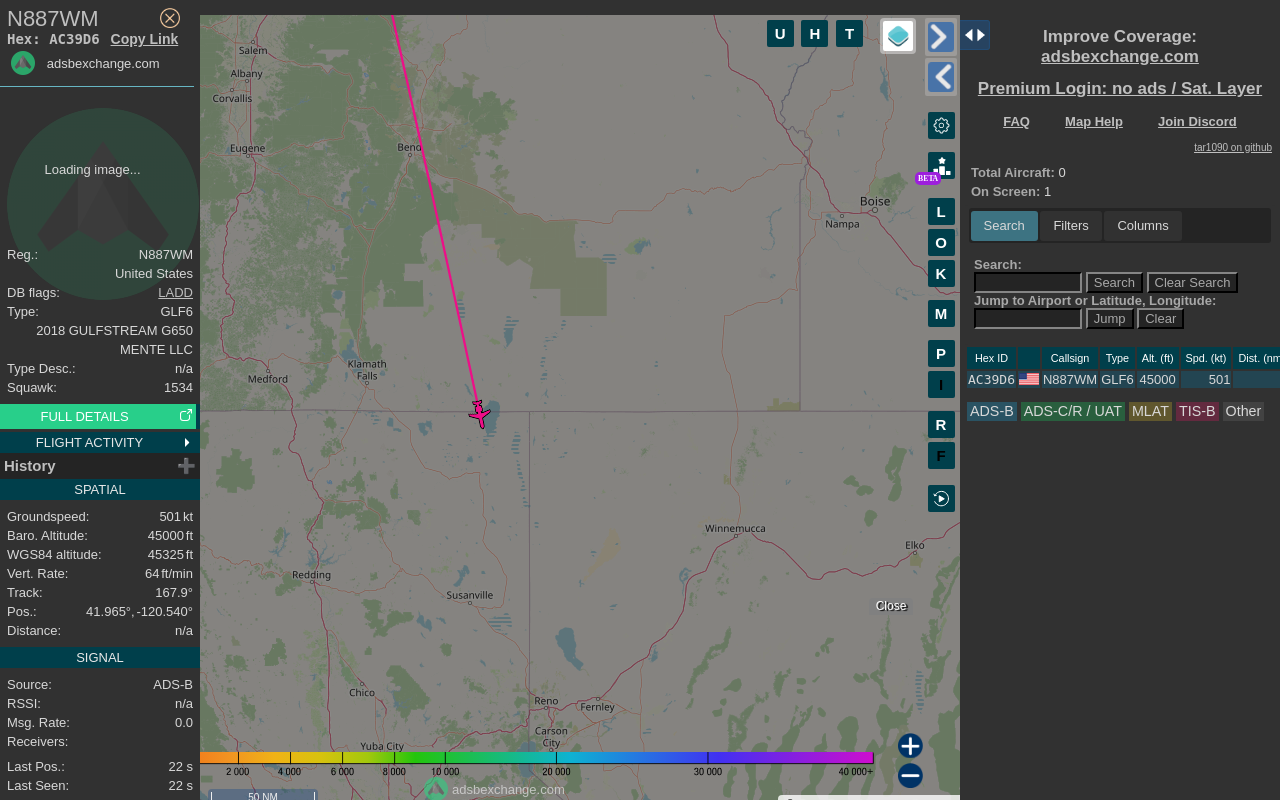 N887WM
Hex: AC39D6 Copy Link
adsbexchange.com
Loading image...
Reg.: N887WM
United States
DB flags: LADD
Type: GLF6
2018 GULFSTREAM G650
MENTE LLC
Type Desc.: n/a
Squawk: 1534
FULL DETAILS
FLIGHT ACTIVITY
History
SPATIAL
Groundspeed: 501 kt
Baro. Altitude: 45000 ft
WGS84 altitude: 45325 ft
Vert. Rate: 64 ft/min
Track: 167.9°
Pos.: 41.965°, -120.540°
Distance: n/a
SIGNAL
Source: ADS-B
RSSI: n/a
Msg. Rate: 0.0
Receivers:
Last Pos.: 22 s
Last Seen: 22 s
Salem
Albany
Corvallis
Eugene
Bend
Boise
Nampa
Klamath
Falls
Medford
Winnemucca
Elko
Redding
Susanville
Close
Chico
Reno
Fernley
Carson
City
Yuba City
2 000 4 000 6 000 8 000 10 000 20 000 30 000 40 000+
adsbexchange.com
50 NM
U H T
BETA
L
O
K
M
P
I
R
F
Improve Coverage:
adsbexchange.com
Premium Login: no ads / Sat. Layer
FAQ Map Help Join Discord
tar1090 on github
Total Aircraft: 0
On Screen: 1
Search Filters Columns
Search:
Search Clear Search
Jump to Airport or Latitude, Longitude:
Jump Clear
Hex ID Callsign Type Alt. (ft) Spd. (kt) Dist. (nm
AC39D6 N887WM GLF6 45000 501
ADS-B ADS-C/R / UAT MLAT TIS-B Other